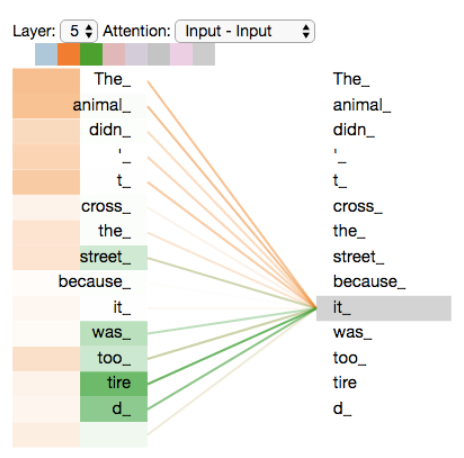 Layer: 5 Attention: Input - Input
The_ The_
animal_ animal_
didn_ didn_
'_ '_
t_ t_
cross_ cross_
the_ the_
street_ street_
because_ because_
it_ it_
was_ was_
too_ too_
tire tire
d_ d_